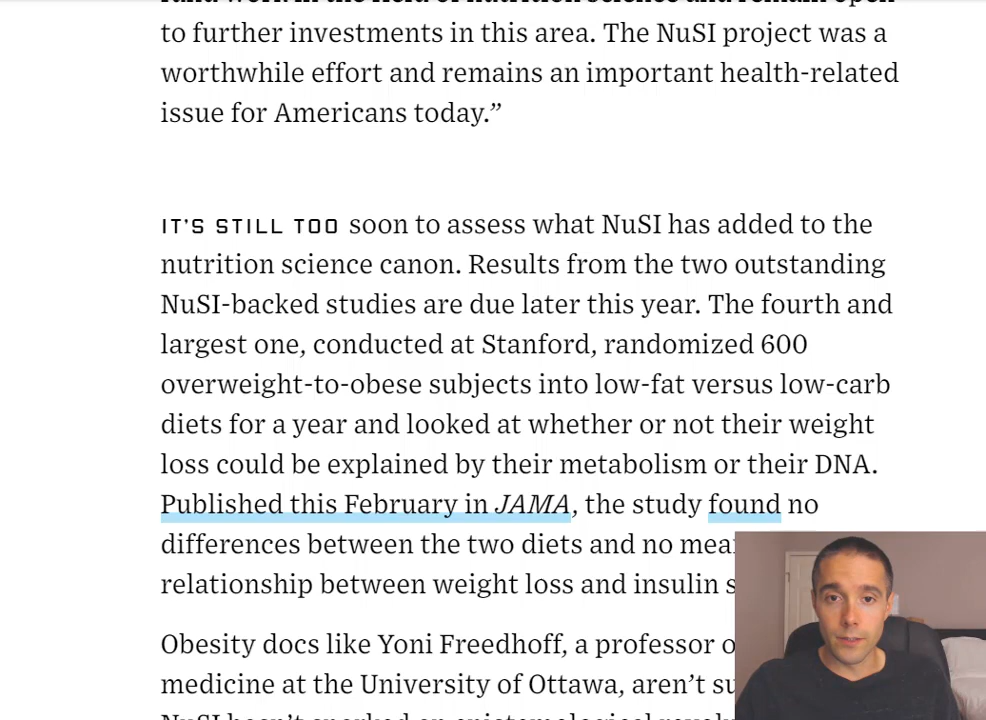 to further investments in this area. The NuSI project was a
worthwhile effort and remains an important health-related
issue for Americans today.”
IT'S STILL TOO soon to assess what NuSI has added to the
nutrition science canon. Results from the two outstanding
NuSI-backed studies are due later this year. The fourth and
largest one, conducted at Stanford, randomized 600
overweight-to-obese subjects into low-fat versus low-carb
diets for a year and looked at whether or not their weight
loss could be explained by their metabolism or their DNA.
Published this February in JAMA, the study found no
differences between the two diets and no
relationship between weight loss and insulin
Obesity docs like Yoni Freedhoff, a professor
medicine at the University of Ottawa, aren’t